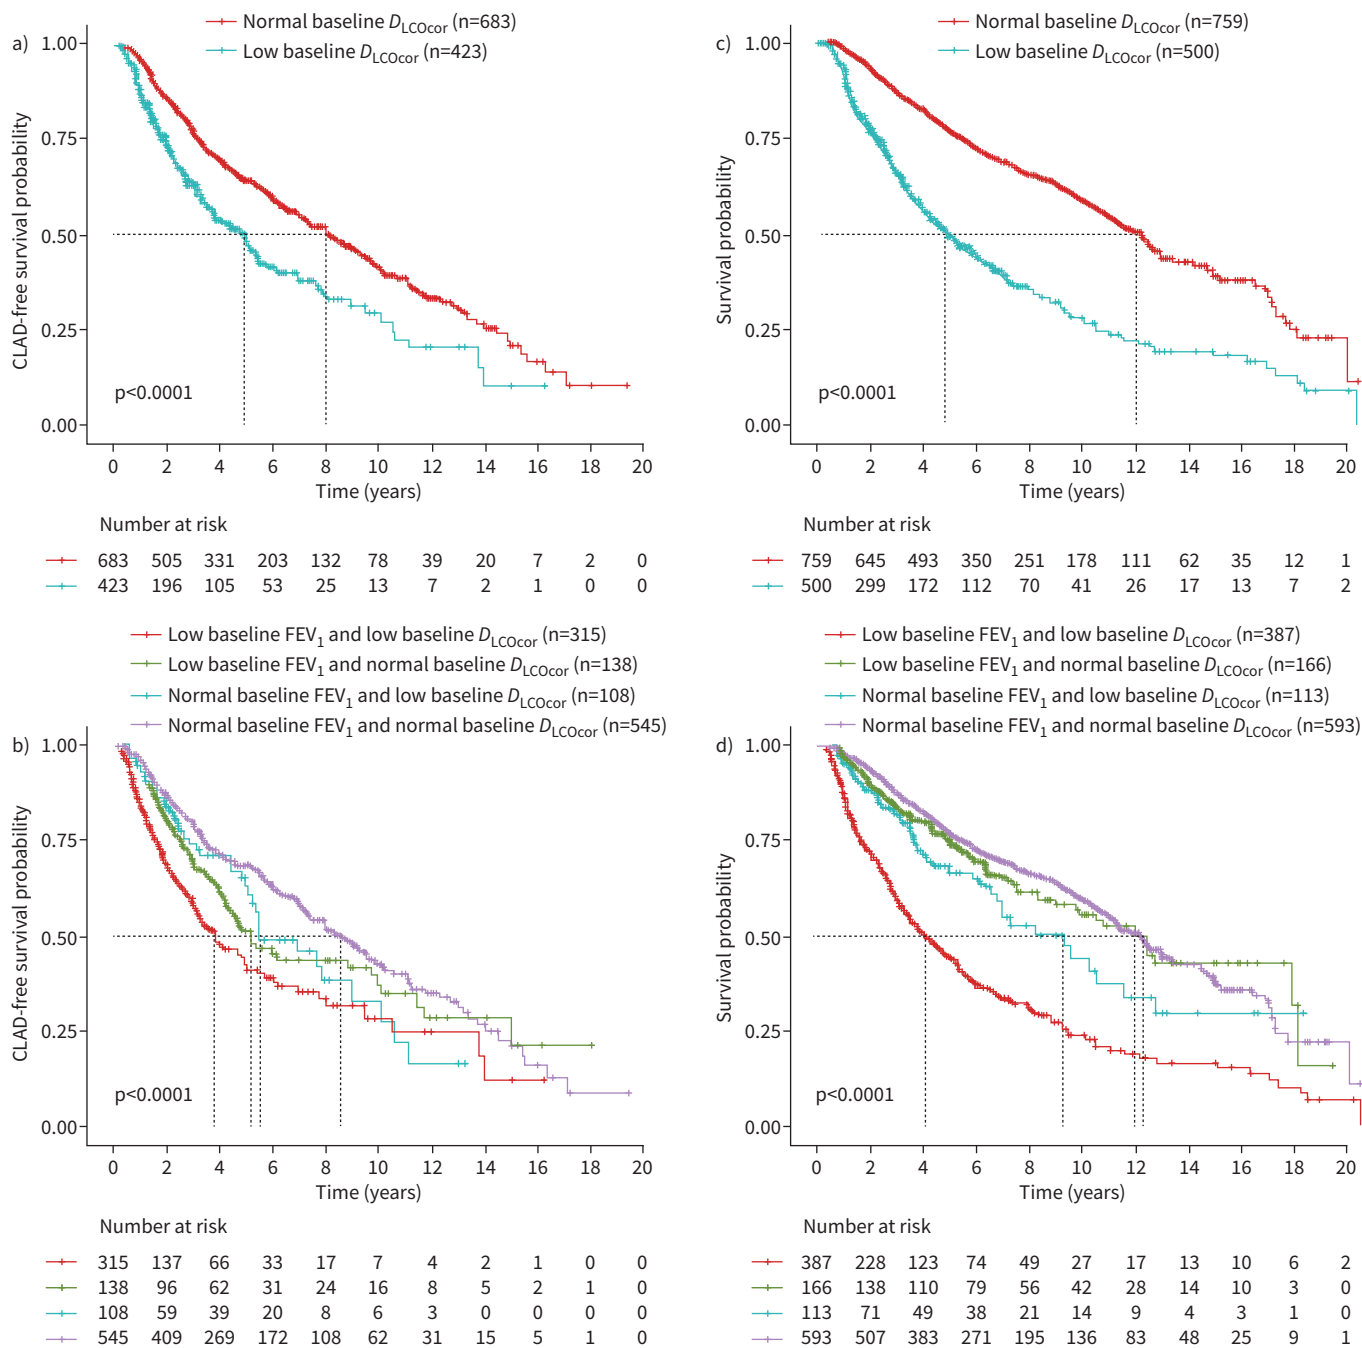 a)
Normal baseline DLCOcor (n=683)
Low baseline DLCOcor (n=423)
CLAD-free survival probability
1.00
0.75
0.50
0.25
0.00
p<0.0001
0 2 4 6 8 10 12 14 16 18 20
Time (years)
Number at risk
683 505 331 203 132 78 39 20 7 2 0
423 196 105 53 25 13 7 2 1 0 0
c)
Normal baseline DLCOcor (n=759)
Low baseline DLCOcor (n=500)
Survival probability
1.00
0.75
0.50
0.25
0.00
p<0.0001
0 2 4 6 8 10 12 14 16 18 20
Time (years)
Number at risk
759 645 493 350 251 178 111 62 35 12 1
500 299 172 112 70 41 26 17 13 7 2
Low baseline FEV1 and low baseline DLCOcor (n=315)
Low baseline FEV1 and normal baseline DLCOcor (n=138)
Normal baseline FEV1 and low baseline DLCOcor (n=108)
Normal baseline FEV1 and normal baseline DLCOcor (n=545)
b)
CLAD-free survival probability
1.00
0.75
0.50
0.25
0.00
p<0.0001
0 2 4 6 8 10 12 14 16 18 20
Time (years)
Number at risk
315 137 66 33 17 7 4 2 1 0 0
138 96 62 31 24 16 8 5 2 1 0
108 59 39 20 8 6 3 0 0 0 0
545 409 269 172 108 62 31 15 5 1 0
Low baseline FEV1 and low baseline DLCOcor (n=387)
Low baseline FEV1 and normal baseline DLCOcor (n=166)
Normal baseline FEV1 and low baseline DLCOcor (n=113)
Normal baseline FEV1 and normal baseline DLCOcor (n=593)
d)
Survival probability
1.00
0.75
0.50
0.25
0.00
p<0.0001
0 2 4 6 8 10 12 14 16 18 20
Time (years)
Number at risk
387 228 123 74 49 27 17 13 10 6 2
166 138 110 79 56 42 28 14 10 3 0
113 71 49 38 21 14 9 4 3 1 0
593 507 383 271 195 136 83 48 25 9 1